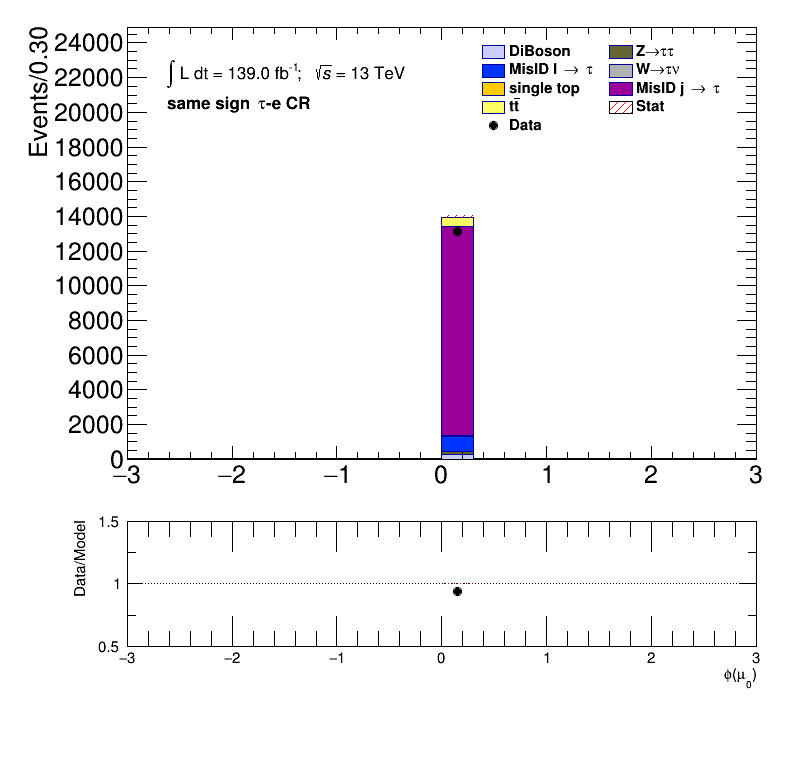 Events/0.30
24000
22000
20000
18000
16000
14000
12000
10000
8000
6000
4000
2000
0
∫ L dt = 139.0 fb⁻¹; √s = 13 TeV
same sign τ-e CR
DiBoson
MisID l → τ
single top
tt̄
Data
Z→ττ
W→τν
MisID j → τ
Stat
−3 −2 −1 0 1 2 3
Data/Model
1.5
1
0.5
−3 −2 −1 0 1 2 3
ϕ(μ₀)